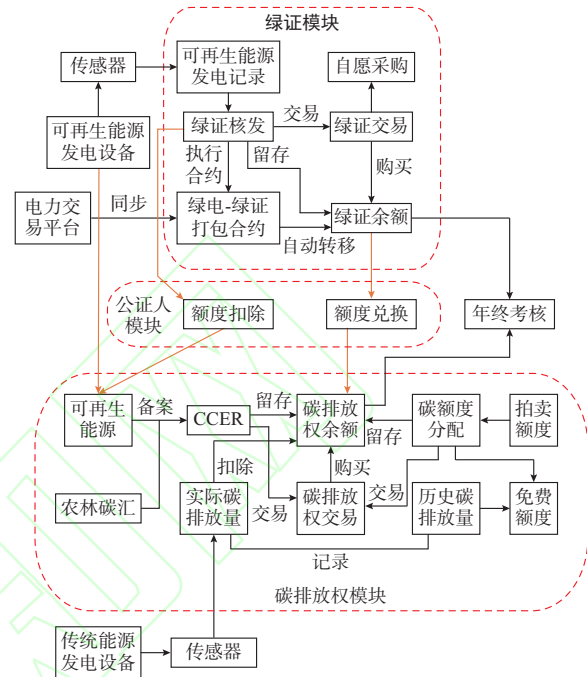 绿证模块
传感器
可再生能源
发电记录
自愿采购
可再生能源
发电设备
绿证核发
交易
绿证交易
执行
合约
留存
购买
电力交
易平台
同步
绿电-绿证
打包合约
绿证余额
自动转移
公证人
模块
额度扣除
额度兑换
年终考核
可再生
能源
备案
CCER
留存
碳排放
权余额
留存
碳额度
分配
拍卖
额度
扣除
购买
农林碳汇
实际碳
排放量
交易
碳排放
权交易
交易
历史碳
排放量
免费
额度
记录
碳排放权模块
传统能源
发电设备
传感器